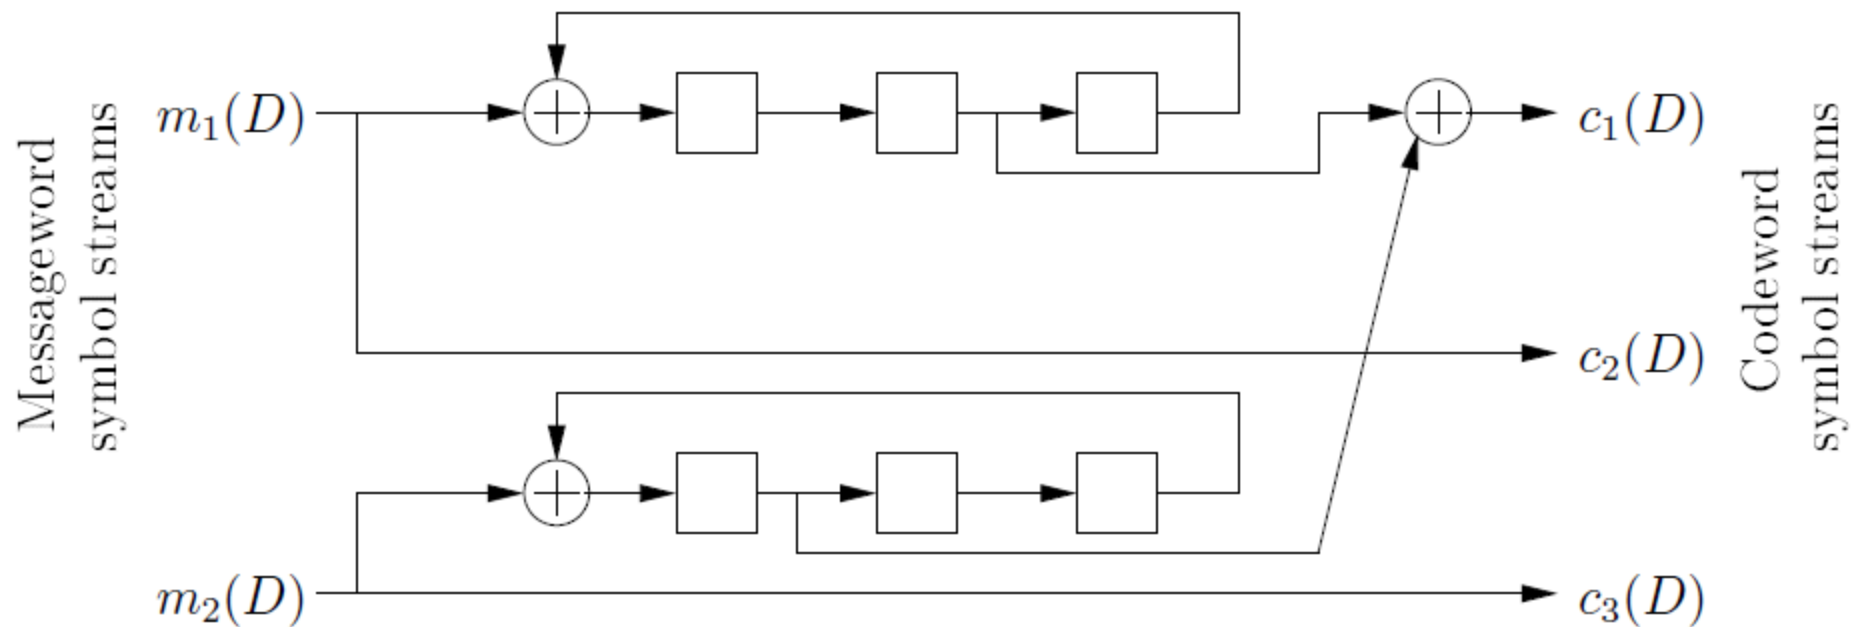 Messageword
symbol streams
m₁(D)
m₂(D)
c₁(D)
c₂(D)
c₃(D)
Codeword
symbol streams